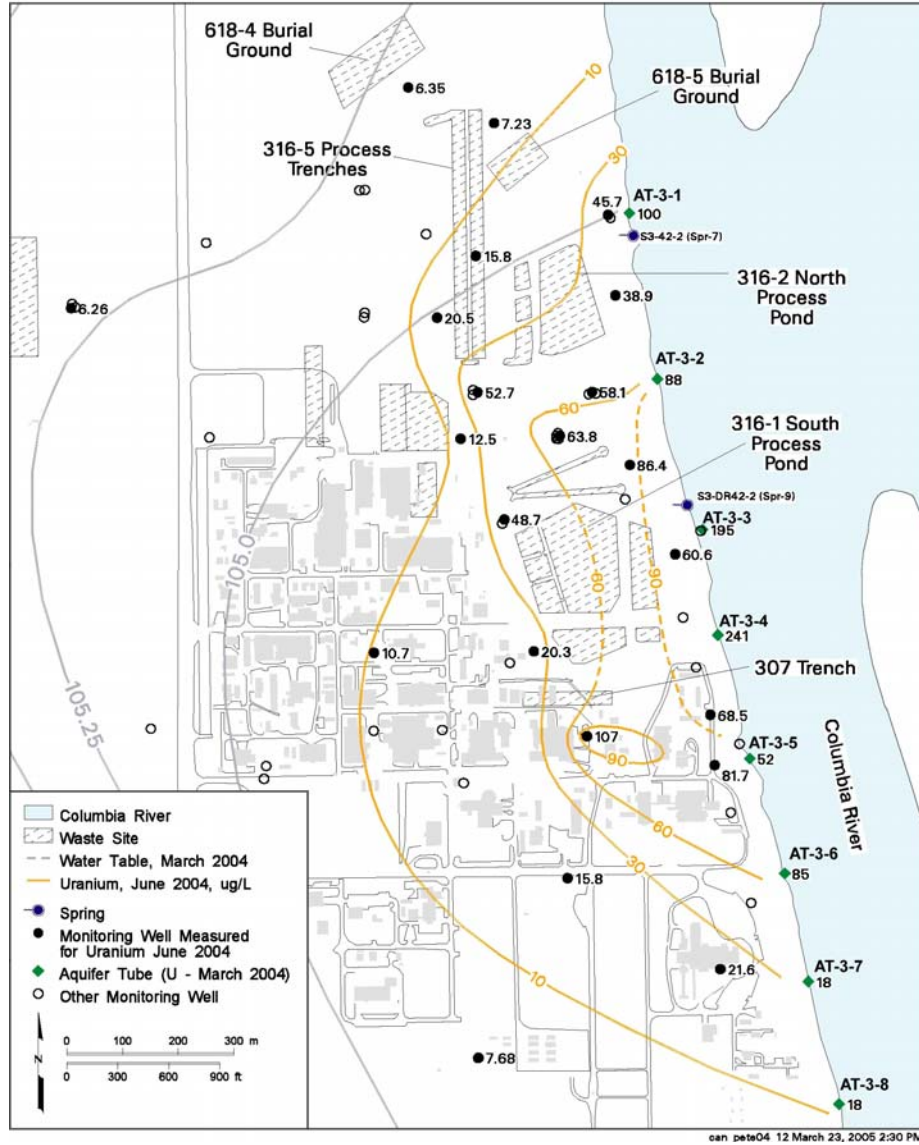 618-4 Burial
Ground
6.35
10
618-5 Burial
Ground
7.23
316-5 Process
Trenches
30
45.7
AT-3-1
100
S3-42-2 (Spr-7)
15.8
316-2 North
Process
Pond
38.9
6.26
20.5
AT-3-2
88
52.7
58.1
60
316-1 South
Process
Pond
12.5
63.8
86.4
S3-DR42-2 (Spr-9)
48.7
AT-3-3
195
60.6
105.0
60
90
AT-3-4
241
10.7
20.3
307 Trench
105.25
68.5
107
90
AT-3-5
52
81.7
Columbia River
60
AT-3-6
85
15.8
30
21.6
AT-3-7
18
10
7.68
AT-3-8
18
Columbia River
Waste Site
Water Table, March 2004
Uranium, June 2004, ug/L
Spring
Monitoring Well Measured
for Uranium June 2004
Aquifer Tube (U - March 2004)
Other Monitoring Well
N
0 100 200 300 m
0 300 600 900 ft
can_pete04_12 March 23, 2005 2:30 PM